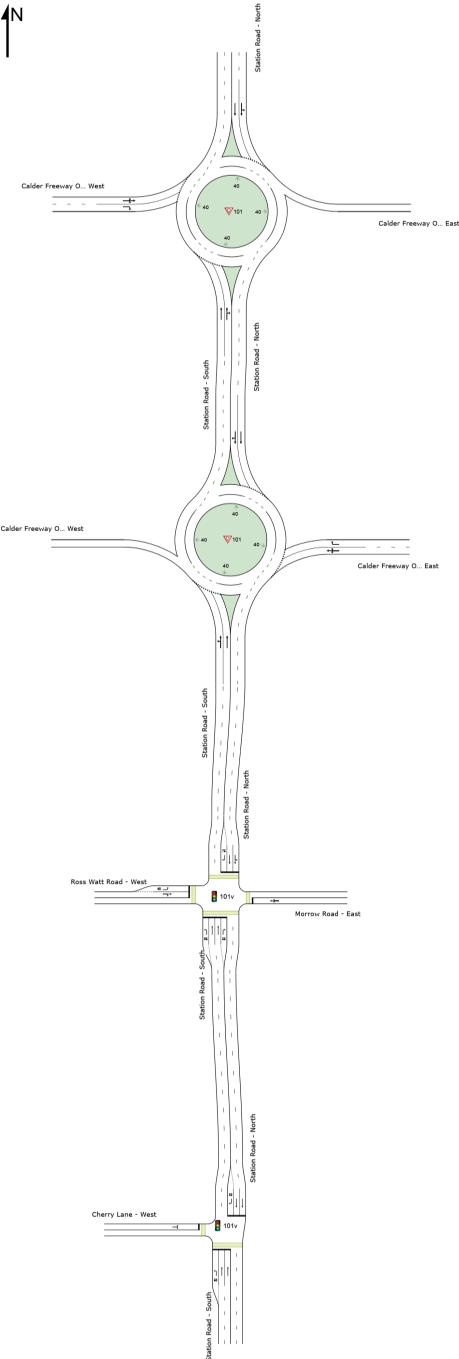 N
Station Road - North
Calder Freeway O... West
40
40
101
40
40
Calder Freeway O... East
Station Road - South
Station Road - North
Calder Freeway O... West
40
40
101
40
40
Calder Freeway O... East
Station Road - South
Station Road - North
Ross Watt Road - West
101v
Morrow Road - East
Station Road - South
Station Road - North
Cherry Lane - West
101v
Station Road - South